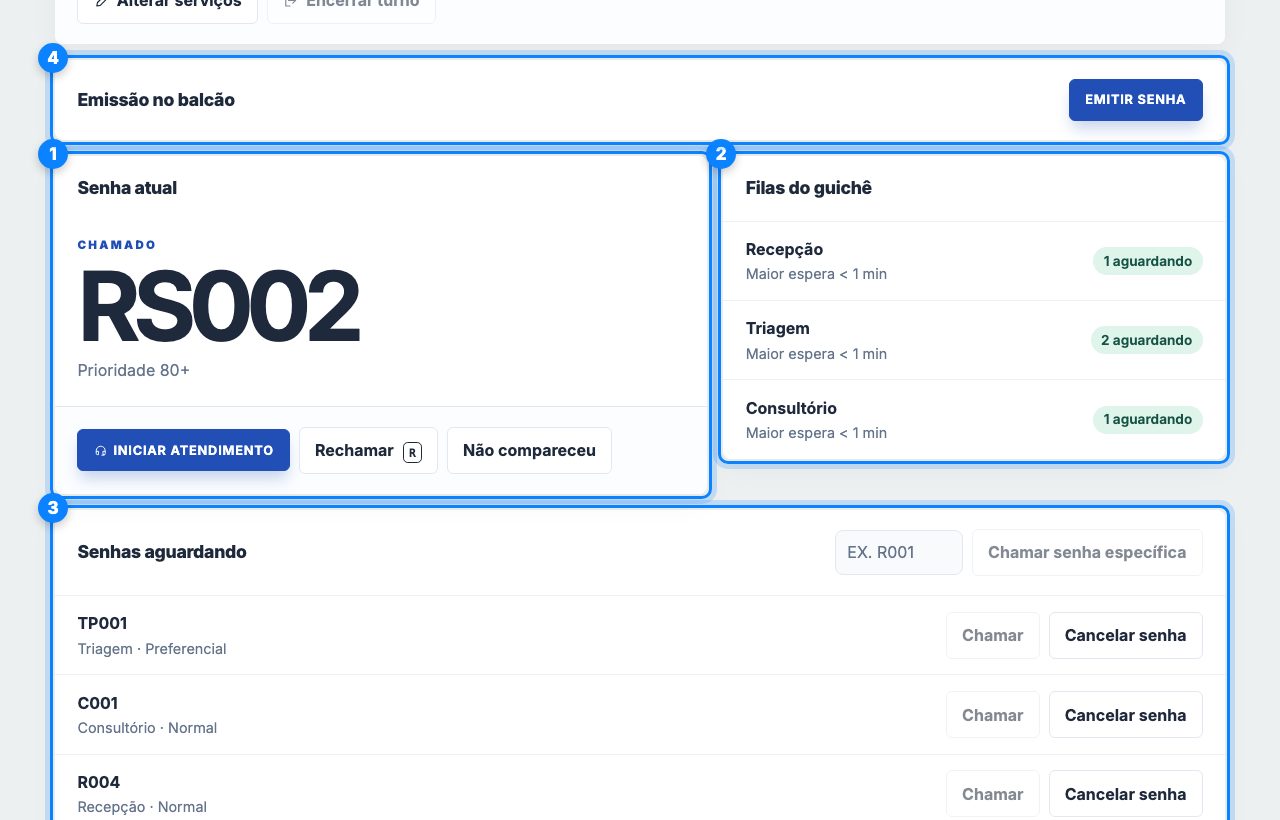 Alterar serviços
Encerrar turno
4
Emissão no balcão
EMITIR SENHA
1
Senha atual
CHAMADO
RS002
Prioridade 80+
INICIAR ATENDIMENTO
Rechamar R
Não compareceu
2
Filas do guichê
Recepção
Maior espera < 1 min
1 aguardando
Triagem
Maior espera < 1 min
2 aguardando
Consultório
Maior espera < 1 min
1 aguardando
3
Senhas aguardando
EX. R001
Chamar senha específica
TP001
Triagem · Preferencial
Chamar
Cancelar senha
C001
Consultório · Normal
Chamar
Cancelar senha
R004
Recepção · Normal
Chamar
Cancelar senha